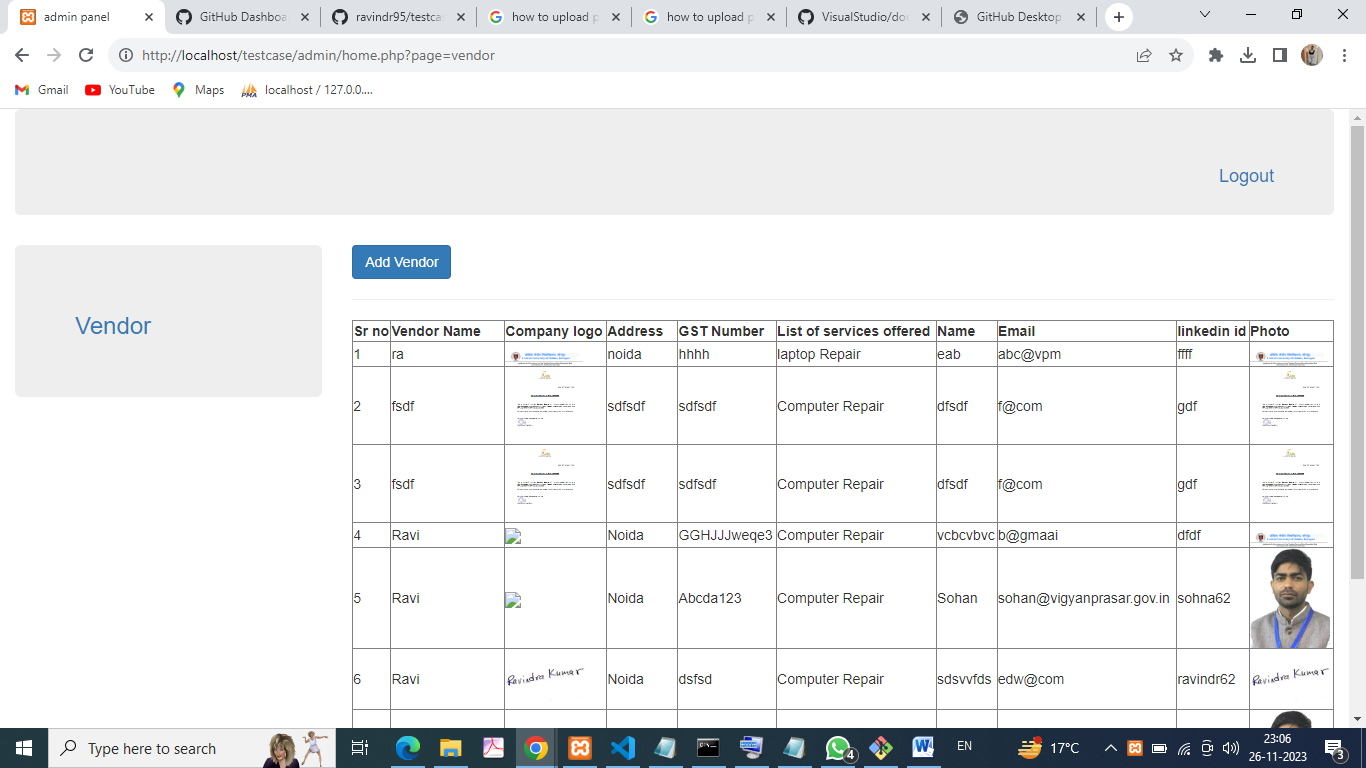 admin panel
GitHub Dashboa
ravindr95/testca
how to upload p
how to upload p
VisualStudio/dou
GitHub Desktop
http://localhost/testcase/admin/home.php?page=vendor
Gmail
YouTube
Maps
PMA
localhost / 127.0.0....
Logout
Vendor
Add Vendor
Sr no Vendor Name Company logo Address GST Number List of services offered Name Email linkedin id Photo
1 ra noida hhhh laptop Repair eab abc@vpm ffff
2 fsdf sdfsdf sdfsdf Computer Repair dfsdf f@com gdf
3 fsdf sdfsdf sdfsdf Computer Repair dfsdf f@com gdf
4 Ravi Noida GGHJJJweqe3 Computer Repair vcbcvbvc b@gmaai dfdf
5 Ravi Noida Abcda123 Computer Repair Sohan sohan@vigyanprasar.gov.in sohna62
6 Ravi Ravindra Kumar Noida dsfsd Computer Repair sdsvvfds edw@com ravindr62 Ravindra Kumar
Type here to search
4
EN
17°C
23:06
26-11-2023
3